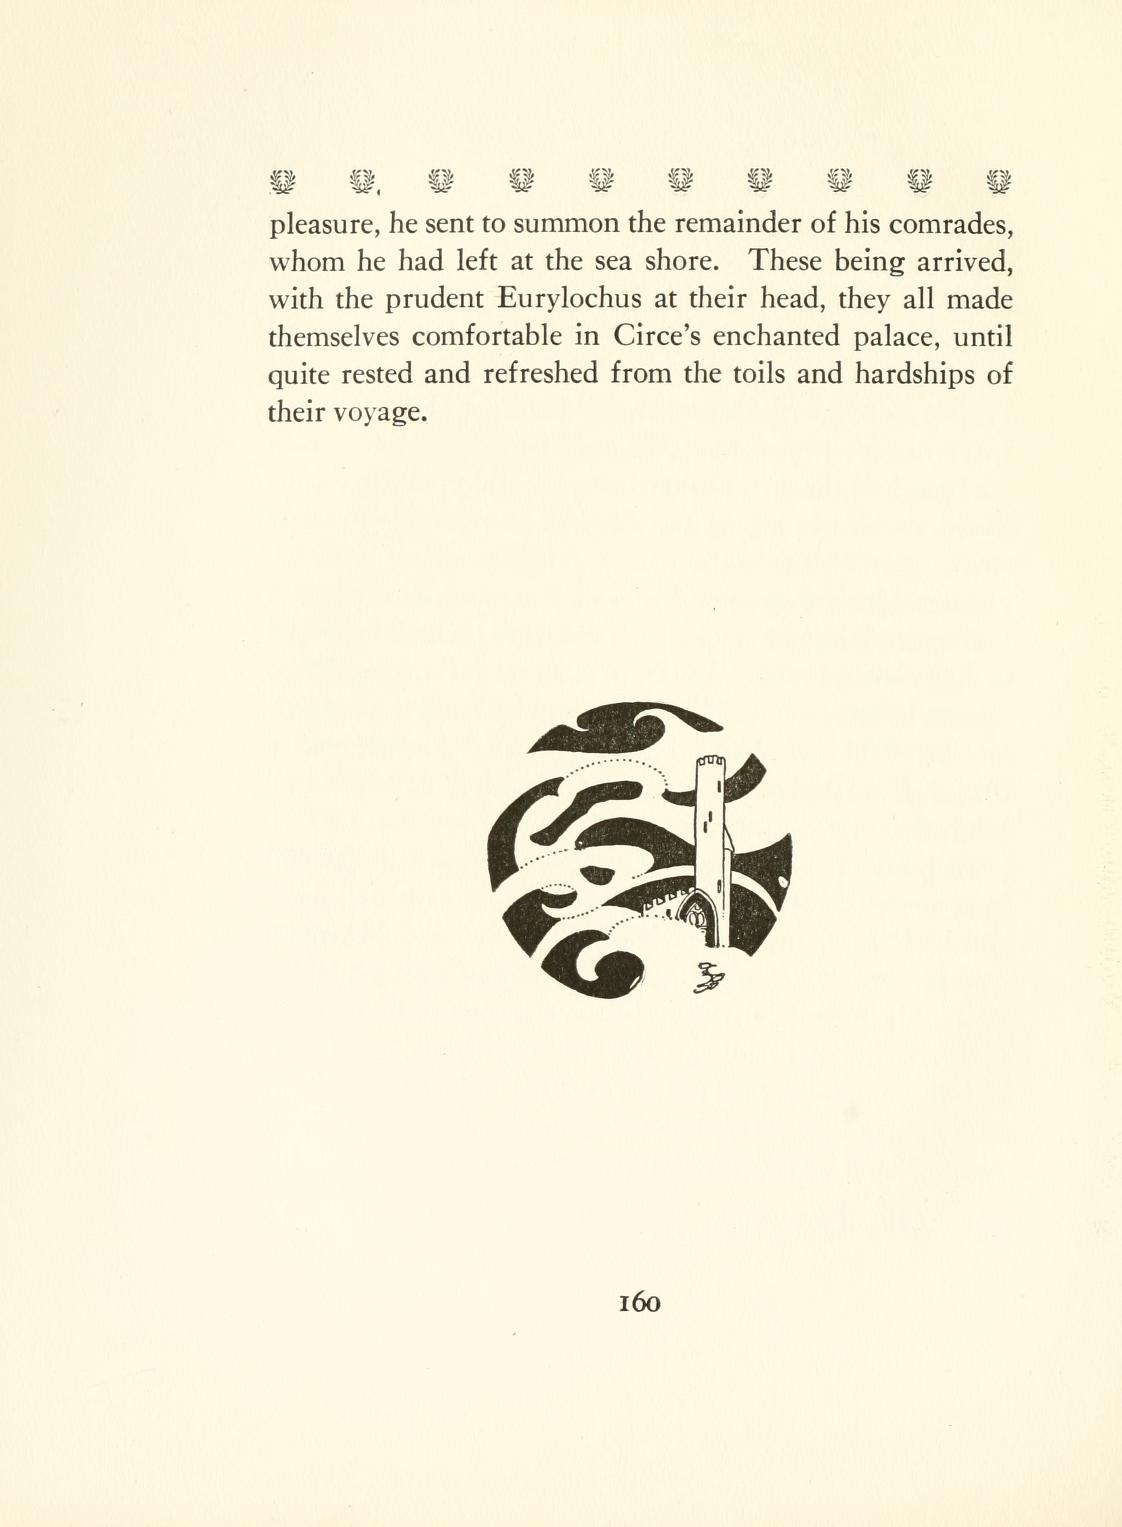 pleasure, he sent to summon the remainder of his comrades,
whom he had left at the sea shore. These being arrived,
with the prudent Eurylochus at their head, they all made
themselves comfortable in Circe's enchanted palace, until
quite rested and refreshed from the toils and hardships of
their voyage.
160